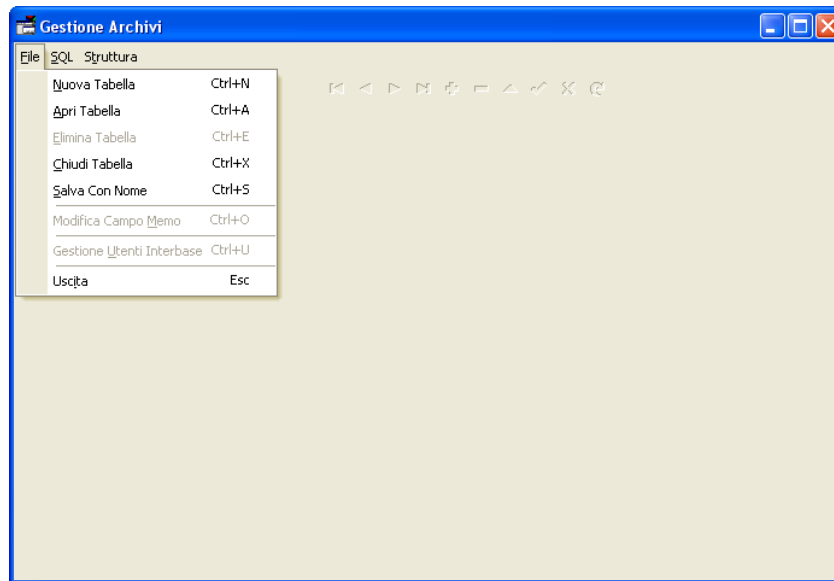 Gestione Archivi
File SQL Struttura
Nuova Tabella Ctrl+N
Apri Tabella Ctrl+A
Elimina Tabella Ctrl+E
Chiudi Tabella Ctrl+X
Salva Con Nome Ctrl+S
Modifica Campo Memo Ctrl+O
Gestione Utenti Interbase Ctrl+U
Uscita Esc